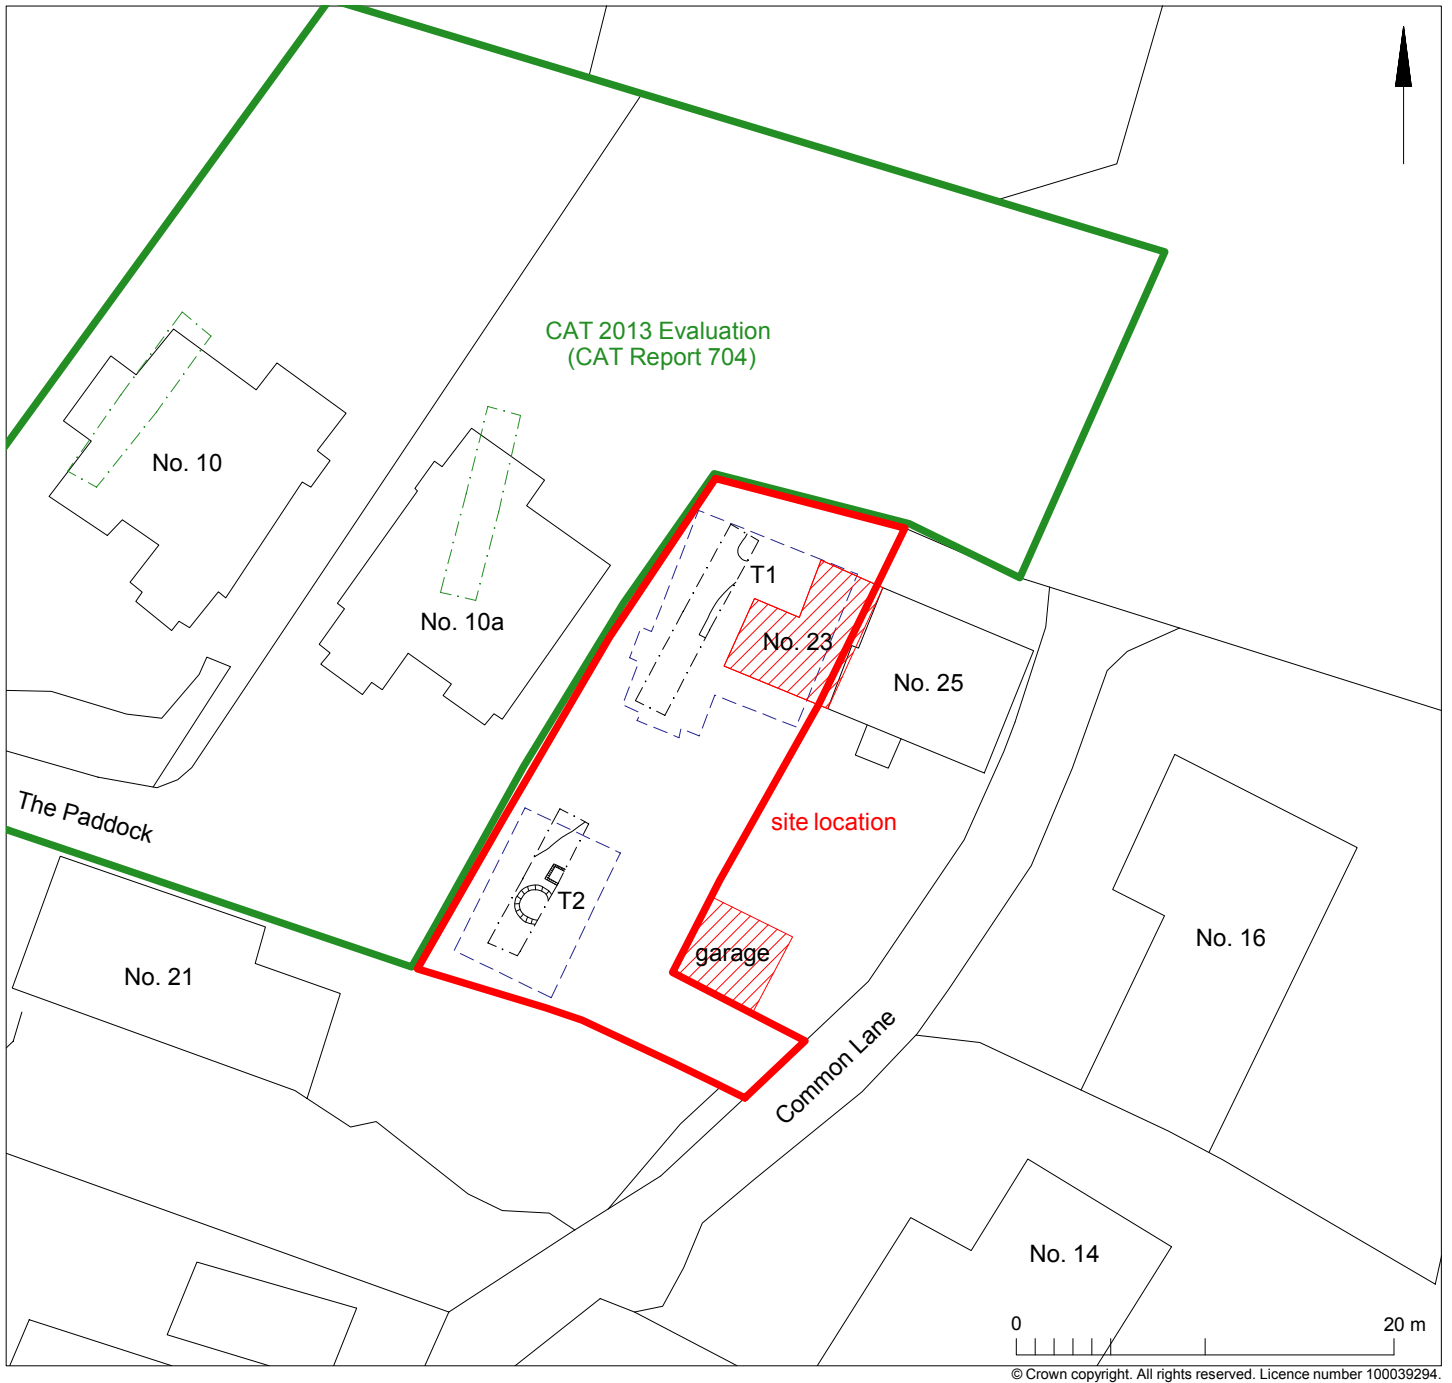 CAT 2013 Evaluation
(CAT Report 704)
No. 10
T1
No. 10a
No. 23
No. 25
The Paddock
site location
T2
No. 16
garage
No. 21
Common Lane
No. 14
0
20 m
© Crown copyright. All rights reserved. Licence number 100039294.